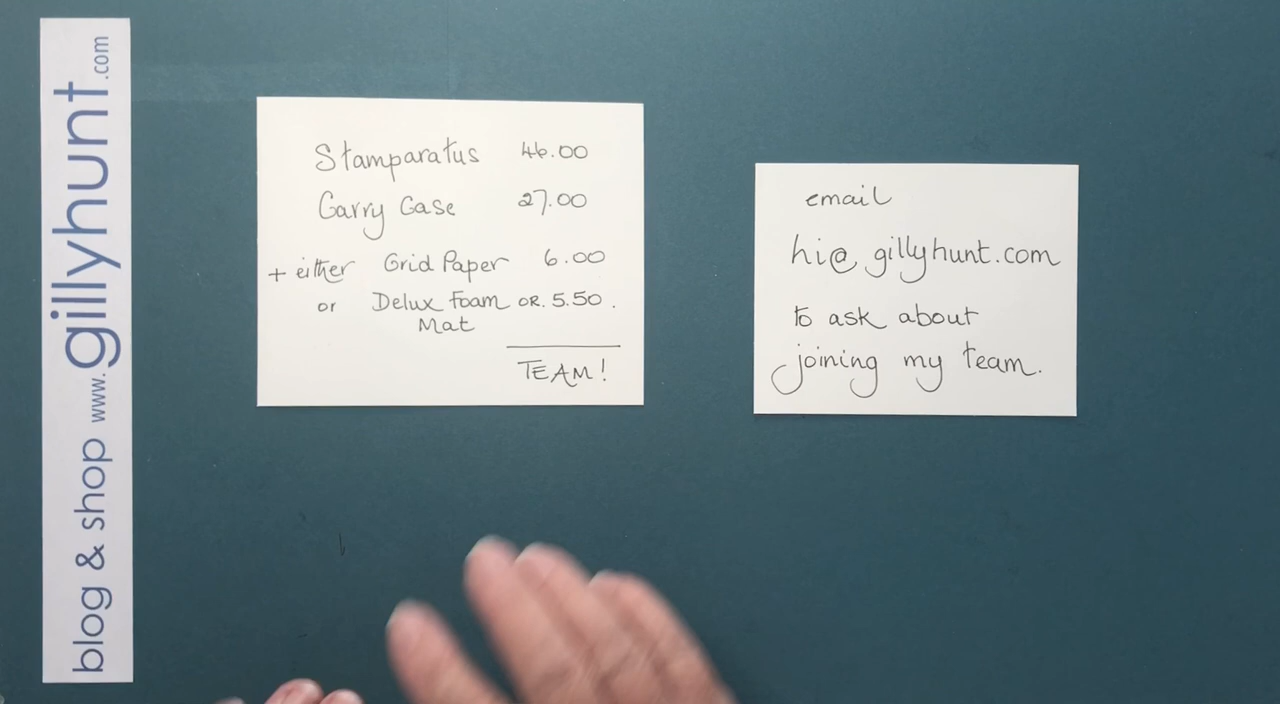 blog & shop www.gillyhunt.com
Stamparatus 46.00
Carry Case 27.00
+ either Grid Paper 6.00
or Delux Foam OR. 5.50.
Mat
TEAM!
email
hi@gillyhunt.com
to ask about
joining my team.